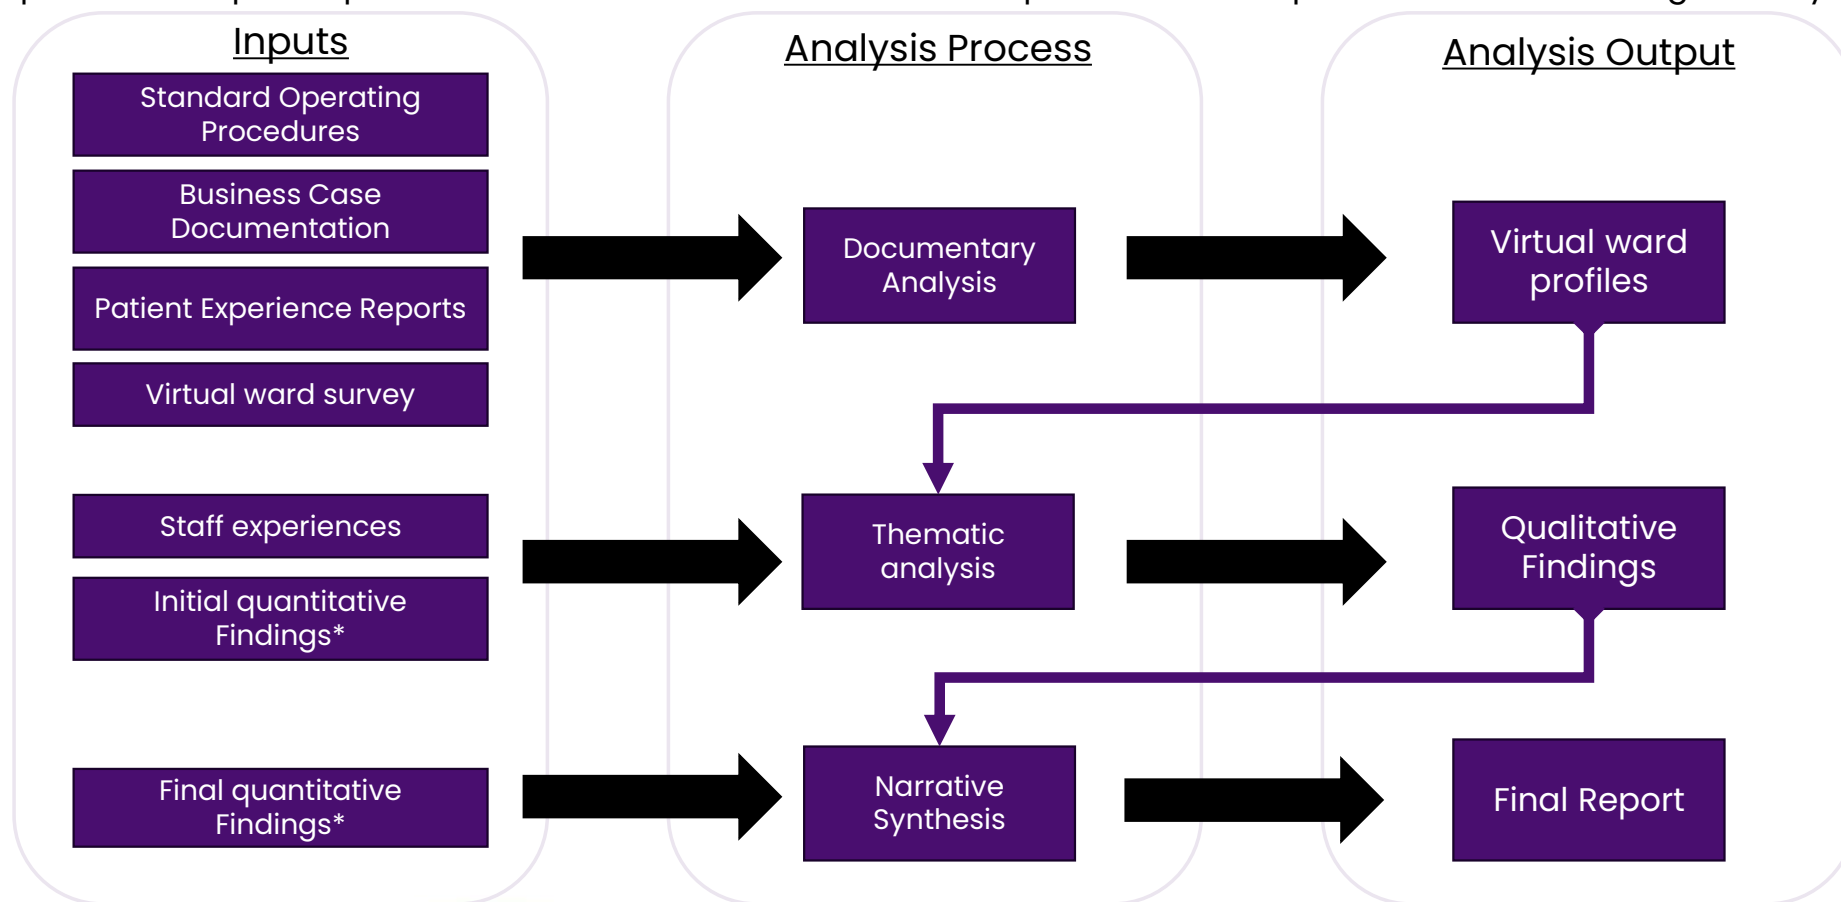 Inputs
Standard Operating
Procedures
Business Case
Documentation
Patient Experience Reports
Virtual ward survey
Staff experiences
Initial quantitative
Findings*
Final quantitative
Findings*
Analysis Process
Documentary
Analysis
Thematic
analysis
Narrative
Synthesis
Analysis Output
Virtual ward
profiles
Qualitative
Findings
Final Report